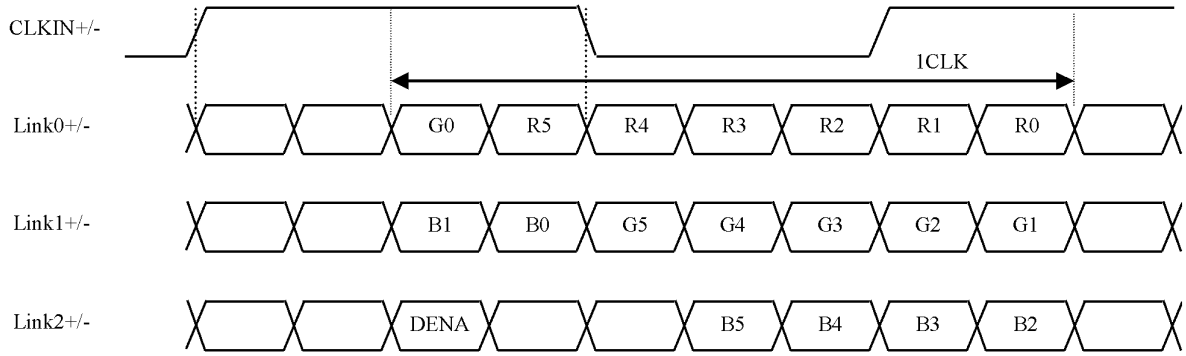 CLKIN+/-
1CLK
Link0+/- G0 R5 R4 R3 R2 R1 R0
Link1+/- B1 B0 G5 G4 G3 G2 G1
Link2+/- DENA B5 B4 B3 B2